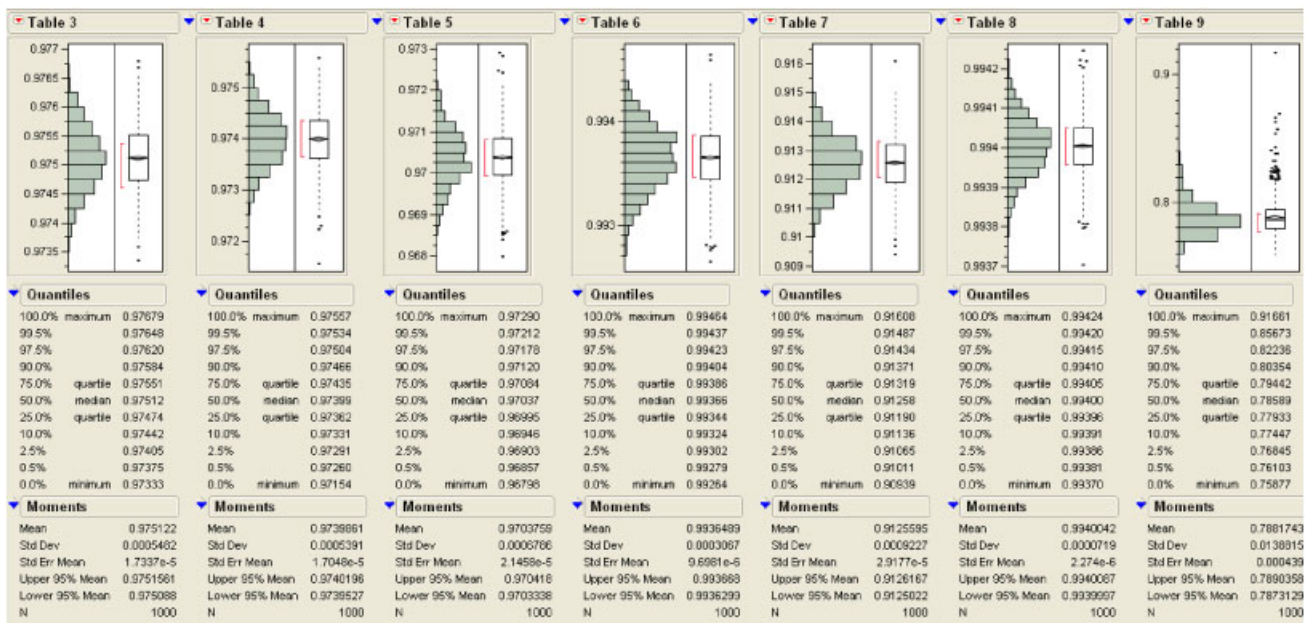 Table 3
0.977
0.9765
0.976
0.9755
0.975
0.9745
0.974
0.9735
Quantiles
100.0% maximum 0.97679
99.5% 0.97648
97.5% 0.97620
90.0% 0.97584
75.0% quartile 0.97551
50.0% median 0.97512
25.0% quartile 0.97474
10.0% 0.97442
2.5% 0.97405
0.5% 0.97375
0.0% minimum 0.97333
Moments
Mean 0.975122
Std Dev 0.0005482
Std Err Mean 1.7337e-5
Upper 95% Mean 0.9751561
Lower 95% Mean 0.975088
N 1000
Table 4
0.975
0.974
0.973
0.972
Quantiles
100.0% maximum 0.97557
99.5% 0.97534
97.5% 0.97504
90.0% 0.97466
75.0% quartile 0.97435
50.0% median 0.97399
25.0% quartile 0.97362
10.0% 0.97331
2.5% 0.97291
0.5% 0.97260
0.0% minimum 0.97154
Moments
Mean 0.9739861
Std Dev 0.0005391
Std Err Mean 1.7048e-5
Upper 95% Mean 0.9740196
Lower 95% Mean 0.9739527
N 1000
Table 5
0.973
0.972
0.971
0.97
0.969
0.968
Quantiles
100.0% maximum 0.97290
99.5% 0.97212
97.5% 0.97178
90.0% 0.97120
75.0% quartile 0.97084
50.0% median 0.97037
25.0% quartile 0.96995
10.0% 0.96946
2.5% 0.96903
0.5% 0.96857
0.0% minimum 0.96798
Moments
Mean 0.9703759
Std Dev 0.0006786
Std Err Mean 2.1458e-5
Upper 95% Mean 0.970418
Lower 95% Mean 0.9703338
N 1000
Table 6
0.994
0.993
Quantiles
100.0% maximum 0.99464
99.5% 0.99437
97.5% 0.99423
90.0% 0.99404
75.0% quartile 0.99386
50.0% median 0.99366
25.0% quartile 0.99344
10.0% 0.99324
2.5% 0.99302
0.5% 0.99279
0.0% minimum 0.99264
Moments
Mean 0.9936489
Std Dev 0.0003067
Std Err Mean 9.6981e-6
Upper 95% Mean 0.993668
Lower 95% Mean 0.9936299
N 1000
Table 7
0.916
0.915
0.914
0.913
0.912
0.911
0.91
0.909
Quantiles
100.0% maximum 0.91608
99.5% 0.91487
97.5% 0.91434
90.0% 0.91371
75.0% quartile 0.91319
50.0% median 0.91258
25.0% quartile 0.91190
10.0% 0.91136
2.5% 0.91065
0.5% 0.91011
0.0% minimum 0.90939
Moments
Mean 0.9125595
Std Dev 0.0009227
Std Err Mean 2.9177e-5
Upper 95% Mean 0.9126167
Lower 95% Mean 0.9125022
N 1000
Table 8
0.9942
0.9941
0.994
0.9939
0.9938
0.9937
Quantiles
100.0% maximum 0.99424
99.5% 0.99420
97.5% 0.99415
90.0% 0.99410
75.0% quartile 0.99405
50.0% median 0.99400
25.0% quartile 0.99396
10.0% 0.99391
2.5% 0.99386
0.5% 0.99381
0.0% minimum 0.99370
Moments
Mean 0.9940042
Std Dev 0.0000719
Std Err Mean 2.274e-6
Upper 95% Mean 0.9940087
Lower 95% Mean 0.9939997
N 1000
Table 9
0.9
0.8
Quantiles
100.0% maximum 0.91661
99.5% 0.85673
97.5% 0.82236
90.0% 0.80354
75.0% quartile 0.79442
50.0% median 0.78589
25.0% quartile 0.77933
10.0% 0.77447
2.5% 0.76845
0.5% 0.76103
0.0% minimum 0.75877
Moments
Mean 0.7881743
Std Dev 0.0138815
Std Err Mean 0.000439
Upper 95% Mean 0.7890358
Lower 95% Mean 0.7873129
N 1000